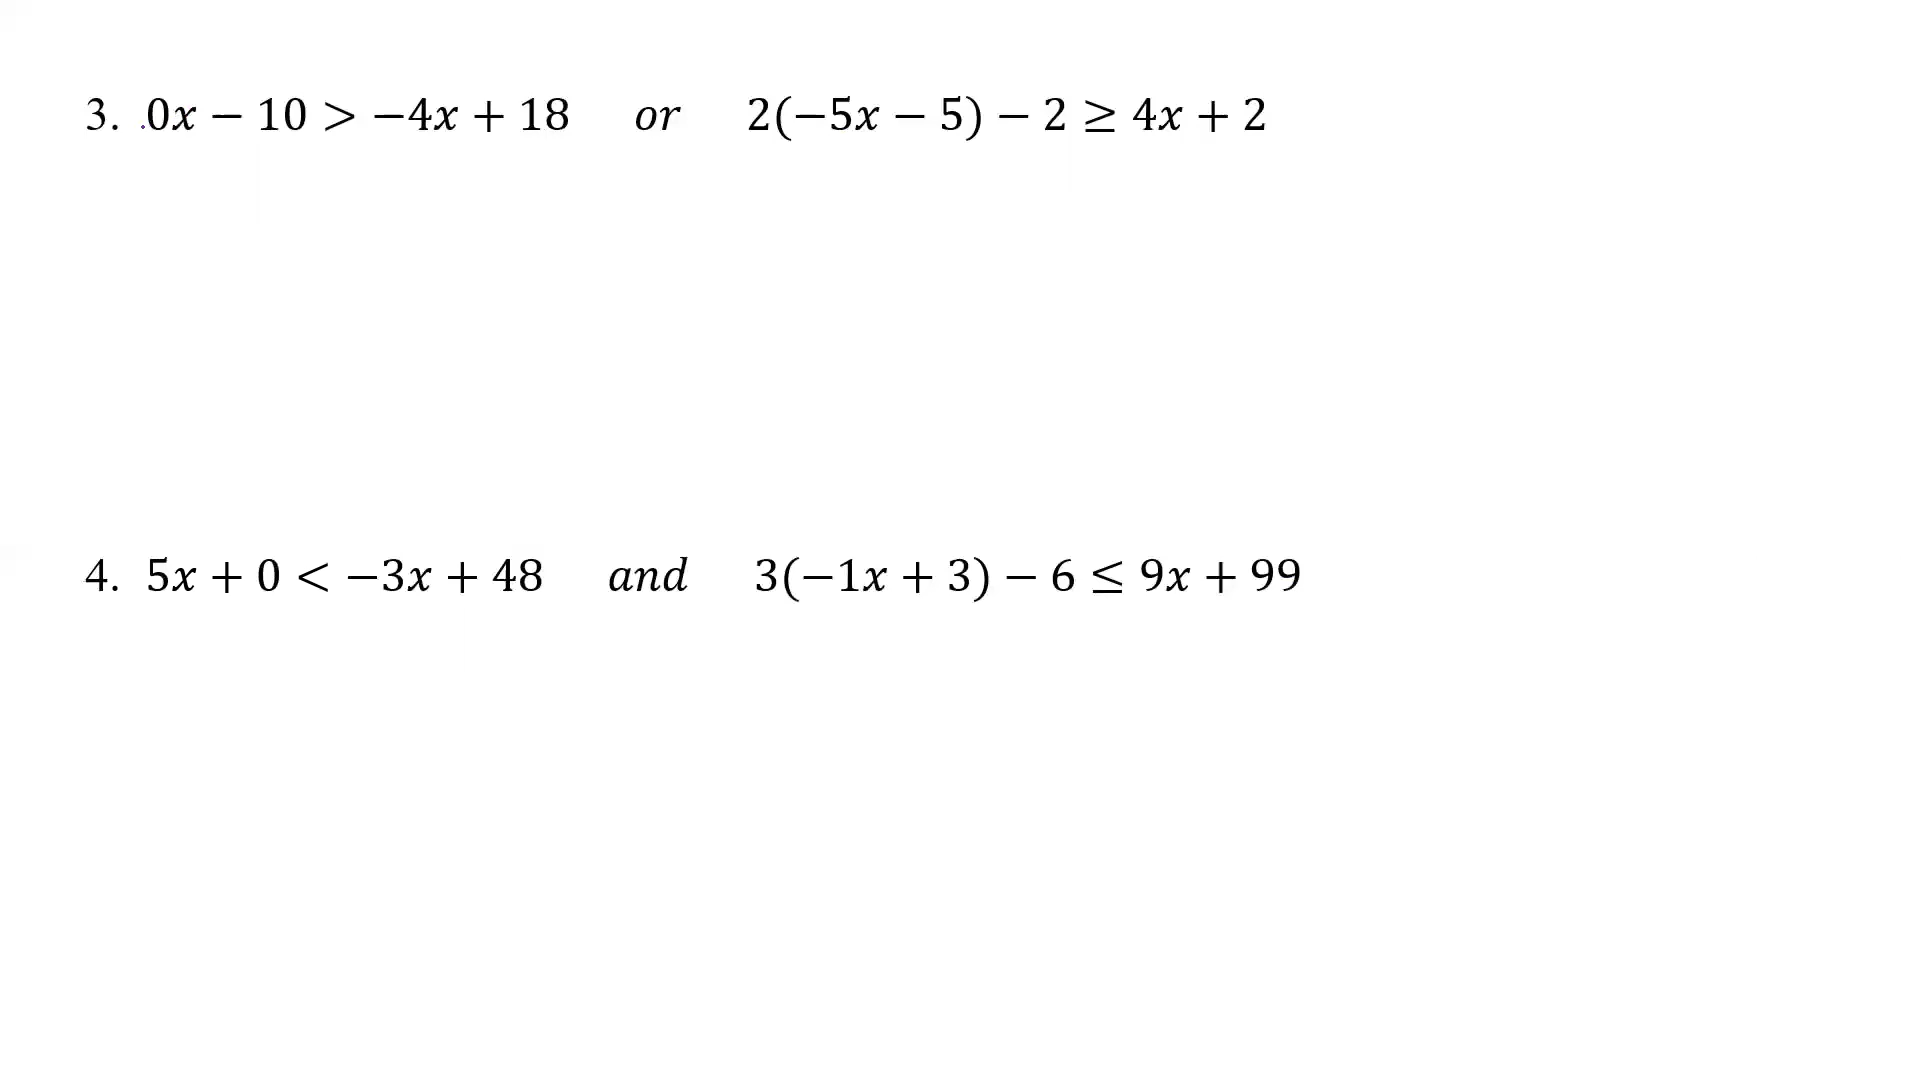 3. 0x − 10 > −4x + 18 or 2(−5x − 5) − 2 ≥ 4x + 2
4. 5x + 0 < −3x + 48 and 3(−1x + 3) − 6 ≤ 9x + 99